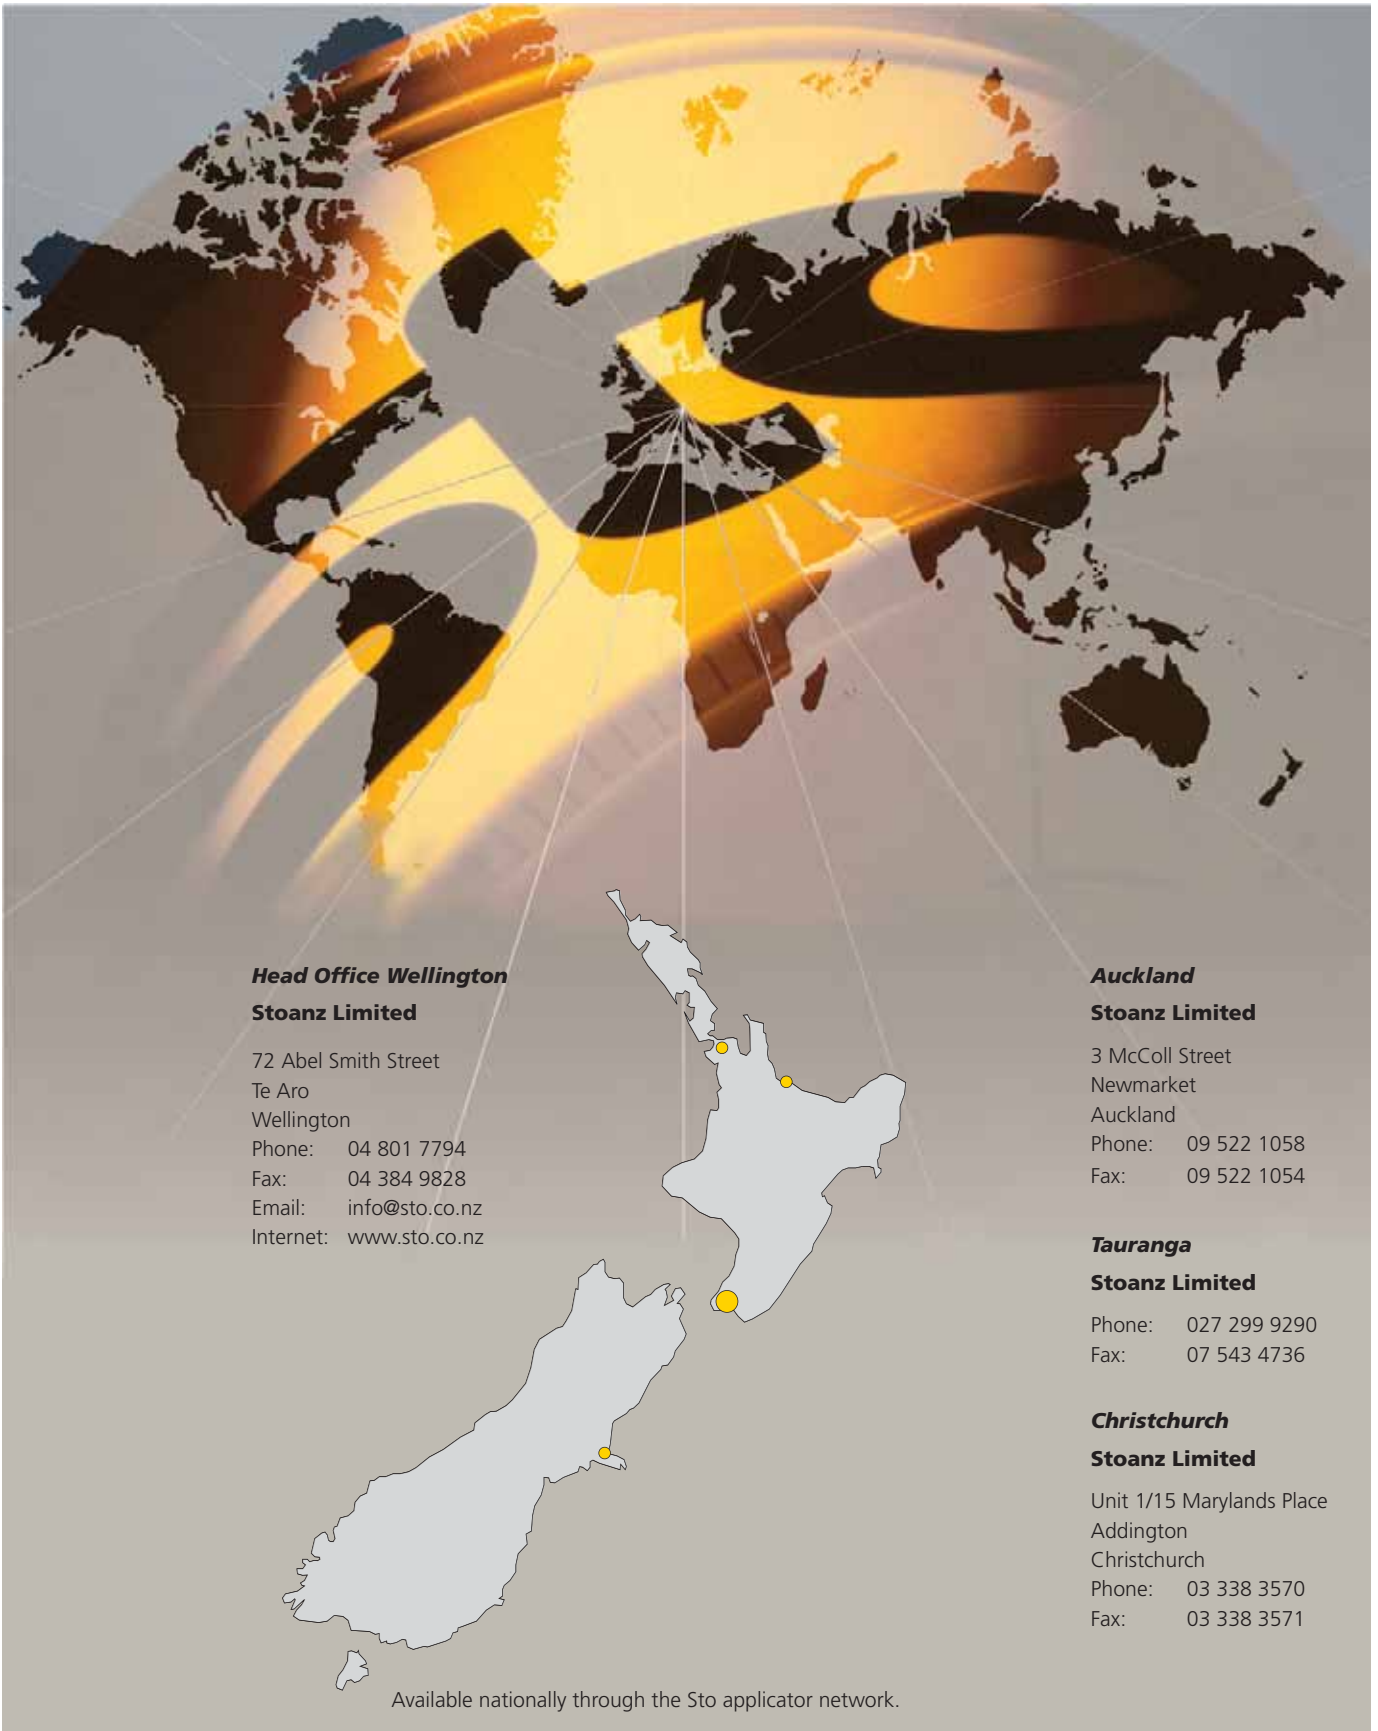 Head Office Wellington
Stoanz Limited
72 Abel Smith Street
Te Aro
Wellington
Phone: 04 801 7794
Fax: 04 384 9828
Email: info@sto.co.nz
Internet: www.sto.co.nz
Auckland
Stoanz Limited
3 McColl Street
Newmarket
Auckland
Phone: 09 522 1058
Fax: 09 522 1054
Tauranga
Stoanz Limited
Phone: 027 299 9290
Fax: 07 543 4736
Christchurch
Stoanz Limited
Unit 1/15 Marylands Place
Addington
Christchurch
Phone: 03 338 3570
Fax: 03 338 3571
Available nationally through the Sto applicator network.